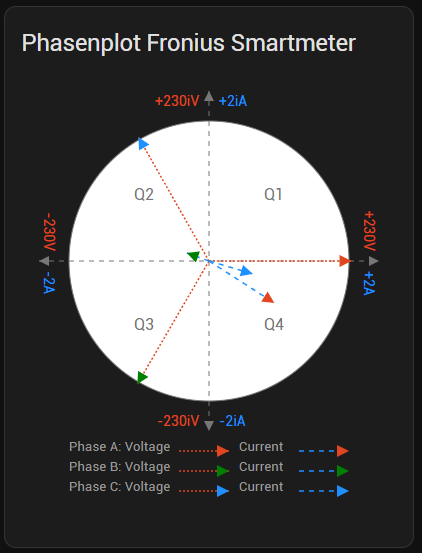 Phasenplot Fronius Smartmeter
+230iV +2iA
Q2 Q1
-230V -2A
+230V +2A
Q3 Q4
-230iV -2iA
Phase A: Voltage Current
Phase B: Voltage Current
Phase C: Voltage Current